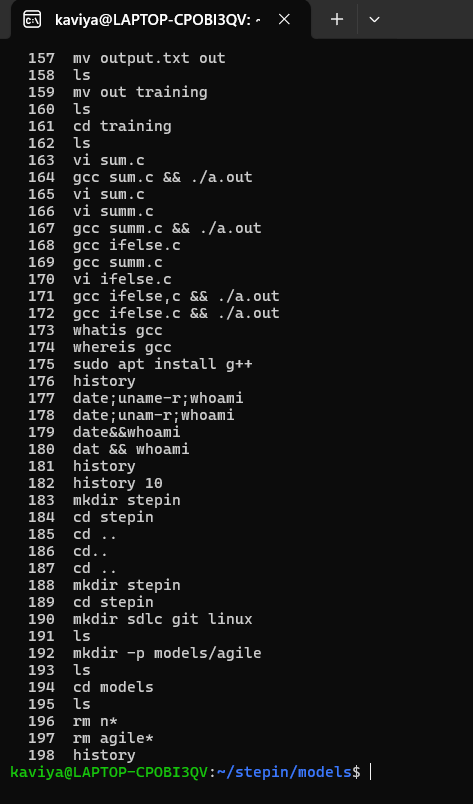 kaviya@LAPTOP-CPOBI3QV: ~
157 mv output.txt out
158 ls
159 mv out training
160 ls
161 cd training
162 ls
163 vi sum.c
164 gcc sum.c && ./a.out
165 vi sum.c
166 vi summ.c
167 gcc summ.c && ./a.out
168 gcc ifelse.c
169 gcc summ.c
170 vi ifelse.c
171 gcc ifelse,c && ./a.out
172 gcc ifelse.c && ./a.out
173 whatis gcc
174 whereis gcc
175 sudo apt install g++
176 history
177 date;uname-r;whoami
178 date;unam-r;whoami
179 date&&whoami
180 dat && whoami
181 history
182 history 10
183 mkdir stepin
184 cd stepin
185 cd ..
186 cd..
187 cd ..
188 mkdir stepin
189 cd stepin
190 mkdir sdlc git linux
191 ls
192 mkdir -p models/agile
193 ls
194 cd models
195 ls
196 rm n*
197 rm agile*
198 history
kaviya@LAPTOP-CPOBI3QV:~/stepin/models$